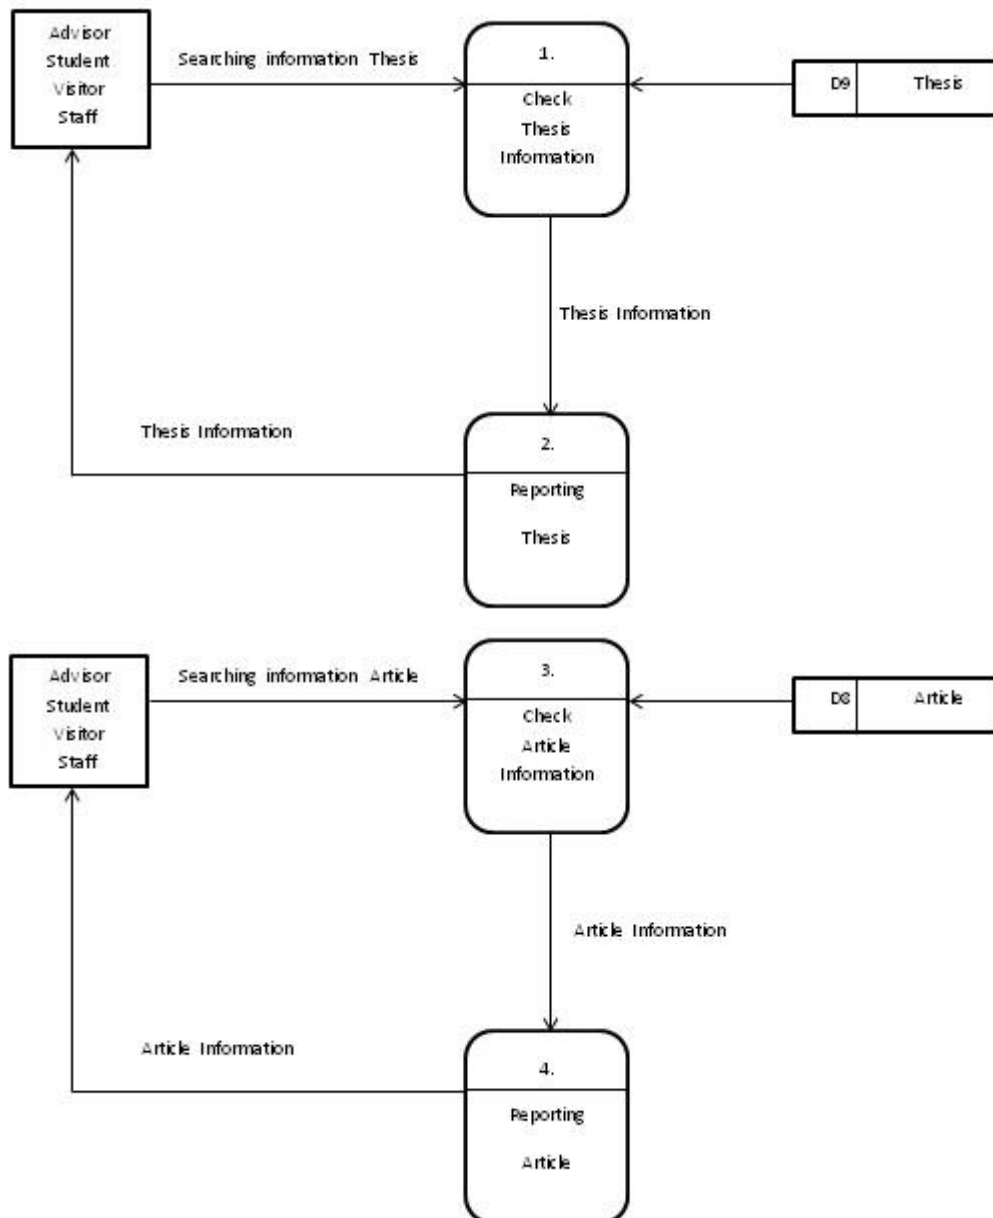 Advisor
Student
Visitor
Staff
Searching information Thesis
1.
Check
Thesis
Information
D9 Thesis
Thesis Information
Thesis Information
2.
Reporting
Thesis
Advisor
Student
Visitor
Staff
Searching information Article
3.
Check
Article
Information
D8 Article
Article Information
Article Information
4.
Reporting
Article